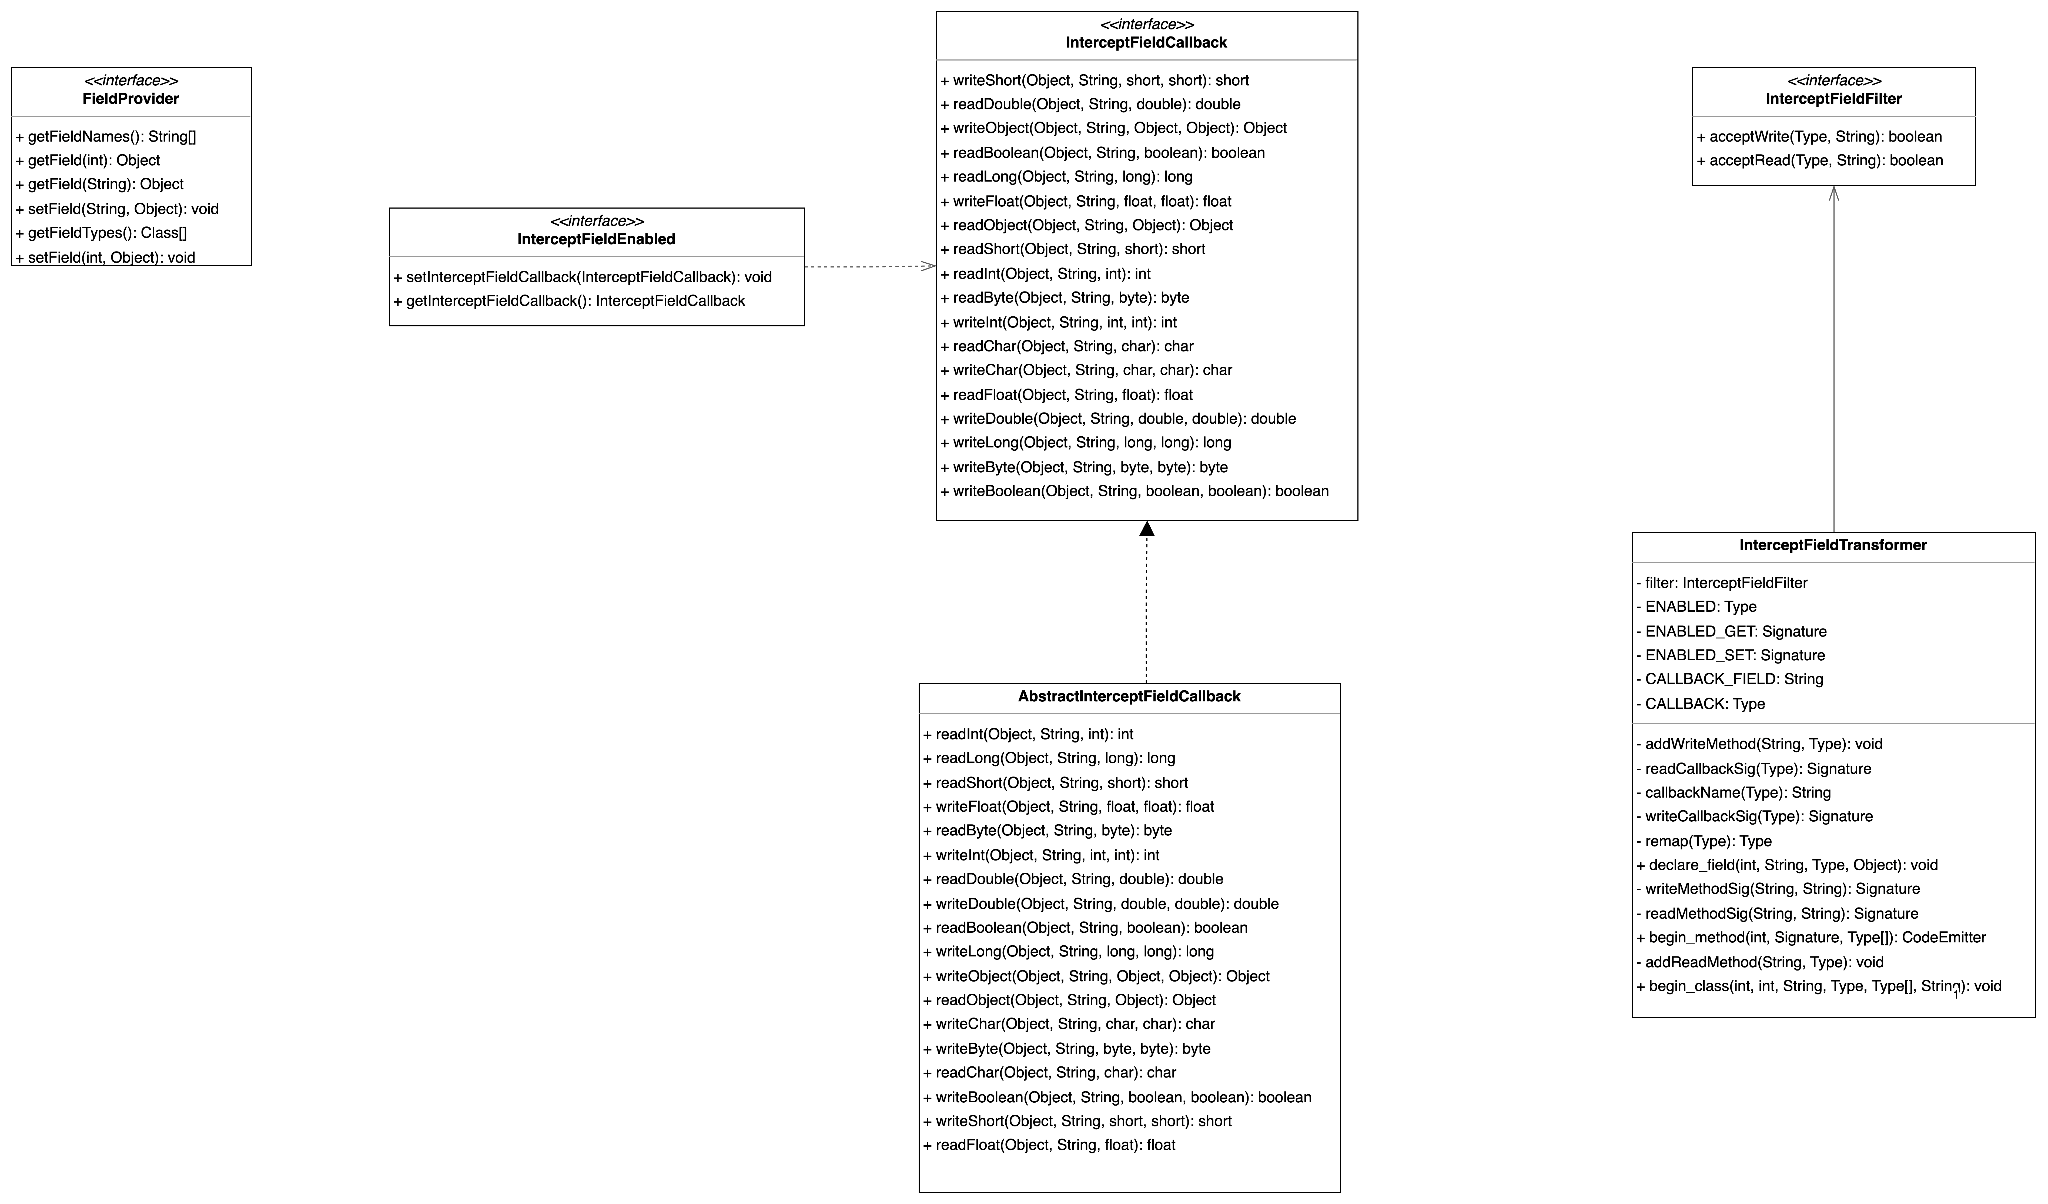 <<interface>>
FieldProvider
+ getFieldNames(): String[]
+ getField(int): Object
+ getField(String): Object
+ setField(String, Object): void
+ getFieldTypes(): Class[]
+ setField(int, Object): void
<<interface>>
InterceptFieldEnabled
+ setInterceptFieldCallback(InterceptFieldCallback): void
+ getInterceptFieldCallback(): InterceptFieldCallback
<<interface>>
InterceptFieldCallback
+ writeShort(Object, String, short, short): short
+ readDouble(Object, String, double): double
+ writeObject(Object, String, Object, Object): Object
+ readBoolean(Object, String, boolean): boolean
+ readLong(Object, String, long): long
+ writeFloat(Object, String, float, float): float
+ readObject(Object, String, Object): Object
+ readShort(Object, String, short): short
+ readInt(Object, String, int): int
+ readByte(Object, String, byte): byte
+ writeInt(Object, String, int, int): int
+ readChar(Object, String, char): char
+ writeChar(Object, String, char, char): char
+ readFloat(Object, String, float): float
+ writeDouble(Object, String, double, double): double
+ writeLong(Object, String, long, long): long
+ writeByte(Object, String, byte, byte): byte
+ writeBoolean(Object, String, boolean, boolean): boolean
<<interface>>
InterceptFieldFilter
+ acceptWrite(Type, String): boolean
+ acceptRead(Type, String): boolean
InterceptFieldTransformer
- filter: InterceptFieldFilter
- ENABLED: Type
- ENABLED_GET: Signature
- ENABLED_SET: Signature
- CALLBACK_FIELD: String
- CALLBACK: Type
- addWriteMethod(String, Type): void
- readCallbackSig(Type): Signature
- callbackName(Type): String
- writeCallbackSig(Type): Signature
- remap(Type): Type
+ declare_field(int, String, Type, Object): void
- writeMethodSig(String, String): Signature
- readMethodSig(String, String): Signature
+ begin_method(int, Signature, Type[]): CodeEmitter
- addReadMethod(String, Type): void
+ begin_class(int, int, String, Type, Type[], String): void
1
AbstractInterceptFieldCallback
+ readInt(Object, String, int): int
+ readLong(Object, String, long): long
+ readShort(Object, String, short): short
+ writeFloat(Object, String, float, float): float
+ readByte(Object, String, byte): byte
+ writeInt(Object, String, int, int): int
+ readDouble(Object, String, double): double
+ writeDouble(Object, String, double, double): double
+ readBoolean(Object, String, boolean): boolean
+ writeLong(Object, String, long, long): long
+ writeObject(Object, String, Object, Object): Object
+ readObject(Object, String, Object): Object
+ writeChar(Object, String, char, char): char
+ writeByte(Object, String, byte, byte): byte
+ readChar(Object, String, char): char
+ writeBoolean(Object, String, boolean, boolean): boolean
+ writeShort(Object, String, short, short): short
+ readFloat(Object, String, float): float